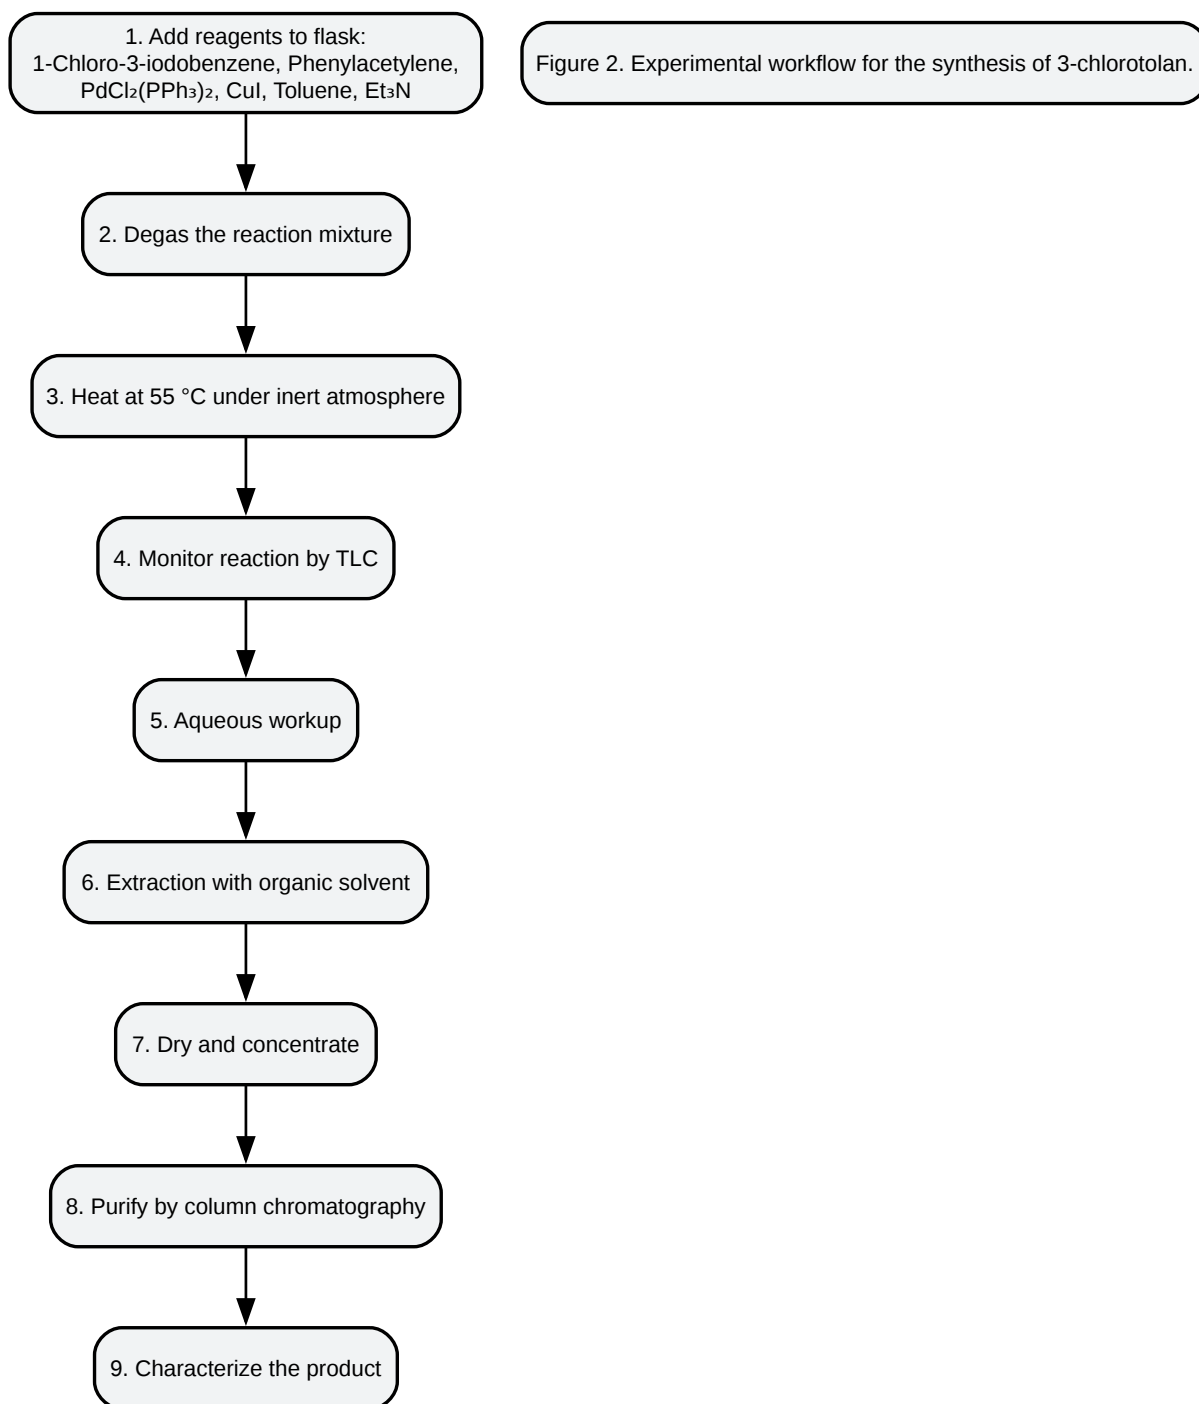 1. Add reagents to flask:
1-Chloro-3-iodobenzene, Phenylacetylene,
PdCl₂(PPh₃)₂, CuI, Toluene, Et₃N
Figure 2. Experimental workflow for the synthesis of 3-chlorotolan.
2. Degas the reaction mixture
3. Heat at 55 °C under inert atmosphere
4. Monitor reaction by TLC
5. Aqueous workup
6. Extraction with organic solvent
7. Dry and concentrate
8. Purify by column chromatography
9. Characterize the product